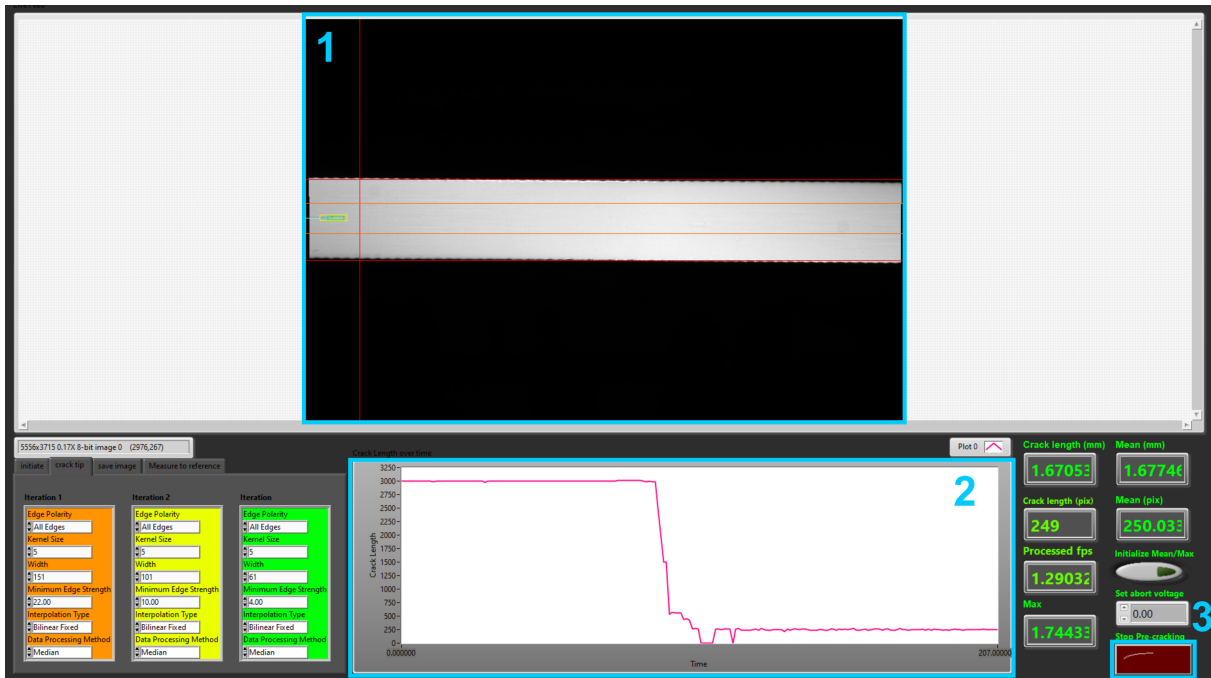 1
5556x3715 0.17X 8-bit image 0 (2976,267)
initiate crack tip save image Measure to reference
Iteration 1 Iteration 2 Iteration
Edge Polarity Edge Polarity Edge Polarity
All Edges All Edges All Edges
Kernel Size Kernel Size Kernel Size
5 5 5
Width Width Width
151 101 61
Minimum Edge Strength Minimum Edge Strength Minimum Edge Strength
22.00 10.00 4.00
Interpolation Type Interpolation Type Interpolation Type
Bilinear Fixed Bilinear Fixed Bilinear Fixed
Data Processing Method Data Processing Method Data Processing Method
Median Median Median
Crack Length over time
Plot 0
2
Crack Length
3250
3000
2750
2500
2250
2000
1750
1500
1250
1000
750
500
250
0
0.000000 207.00000
Time
Crack length (mm) Mean (mm)
1.67053 1.67746
Crack length (pix) Mean (pix)
249 250.033
Processed fps Initialize Mean/Max
1.29032
Set abort voltage
Max 0.00
1.74433
3
Stop Pre-cracking